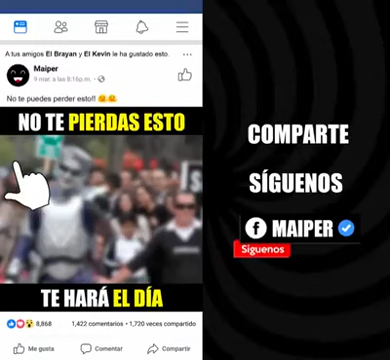 A tus amigos El Brayan y El Kevin le ha gustado esto.
Maiper
9 mar. a las 8:16p.m.
No te puedes perder esto!!
NO TE PIERDAS ESTO
TE HARÁ EL DÍA
8,868
1,422 comentarios • 1,720 veces compartido
Me gusta
Comentar
Compartir
COMPARTE
SÍGUENOS
MAIPER
Síguenos